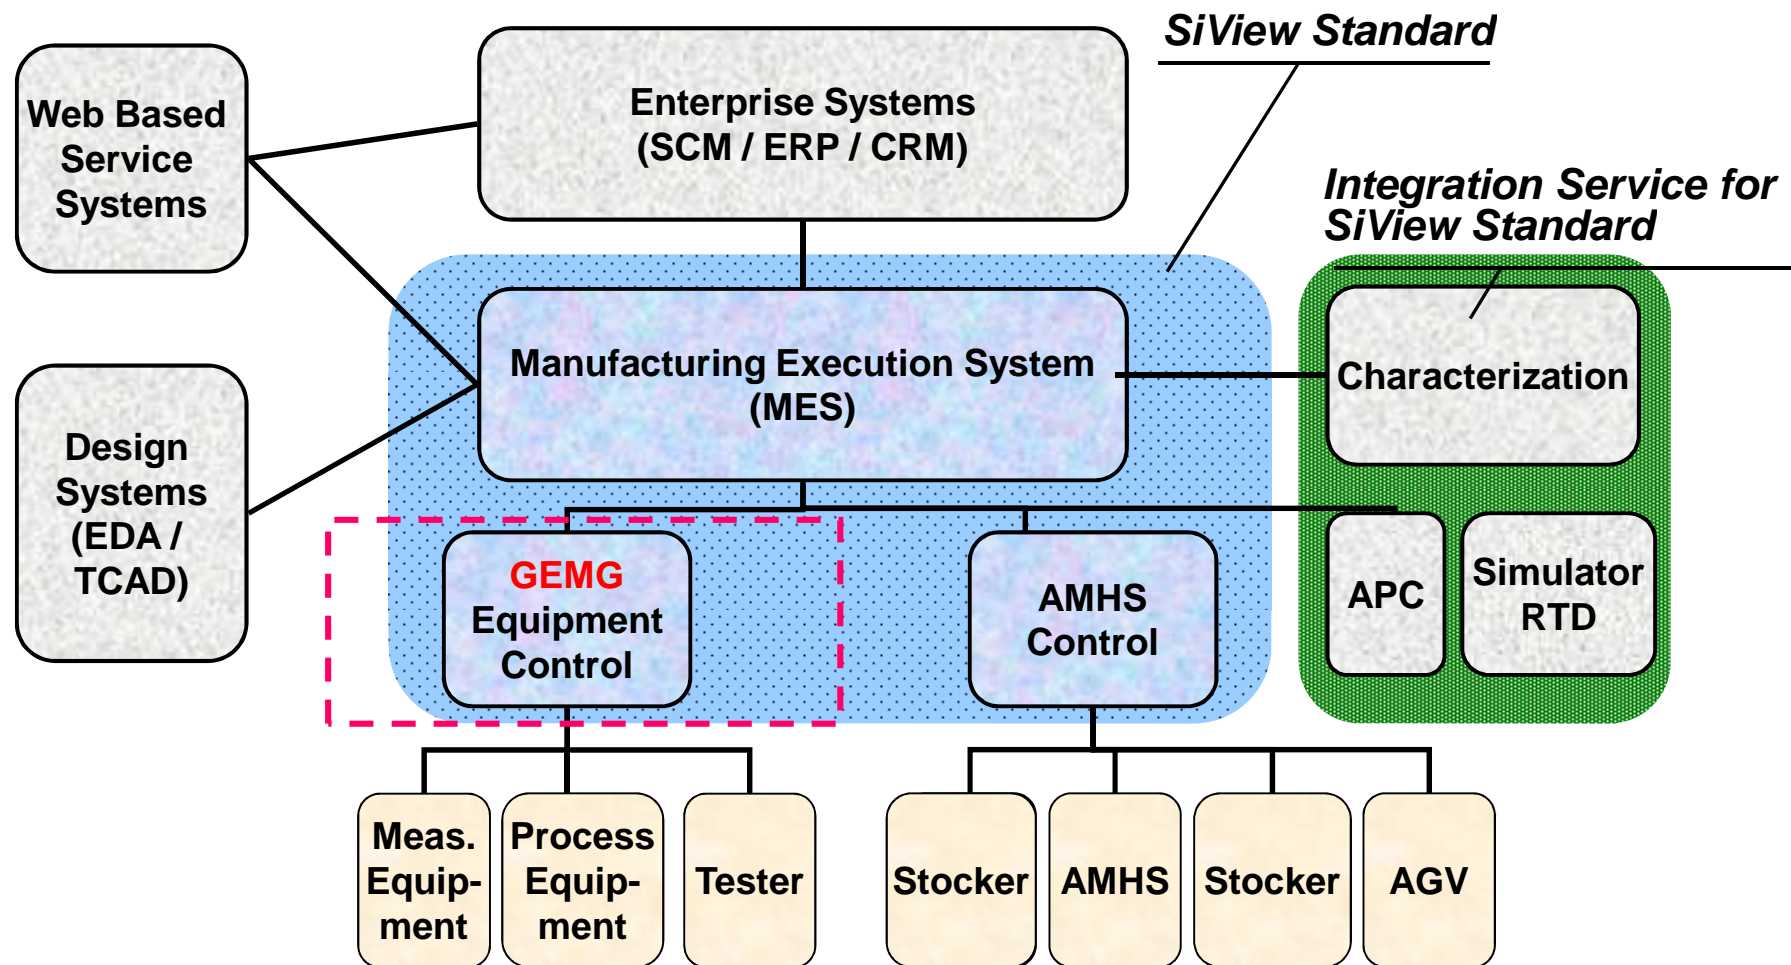 SiView Standard
Web Based
Service
Systems
Enterprise Systems
(SCM / ERP / CRM)
Integration Service for
SiView Standard
Manufacturing Execution System
(MES)
Characterization
Design
Systems
(EDA /
TCAD)
GEMG
Equipment
Control
AMHS
Control
APC
Simulator
RTD
Meas.
Equip-
ment
Process
Equip-
ment
Tester
Stocker
AMHS
Stocker
AGV